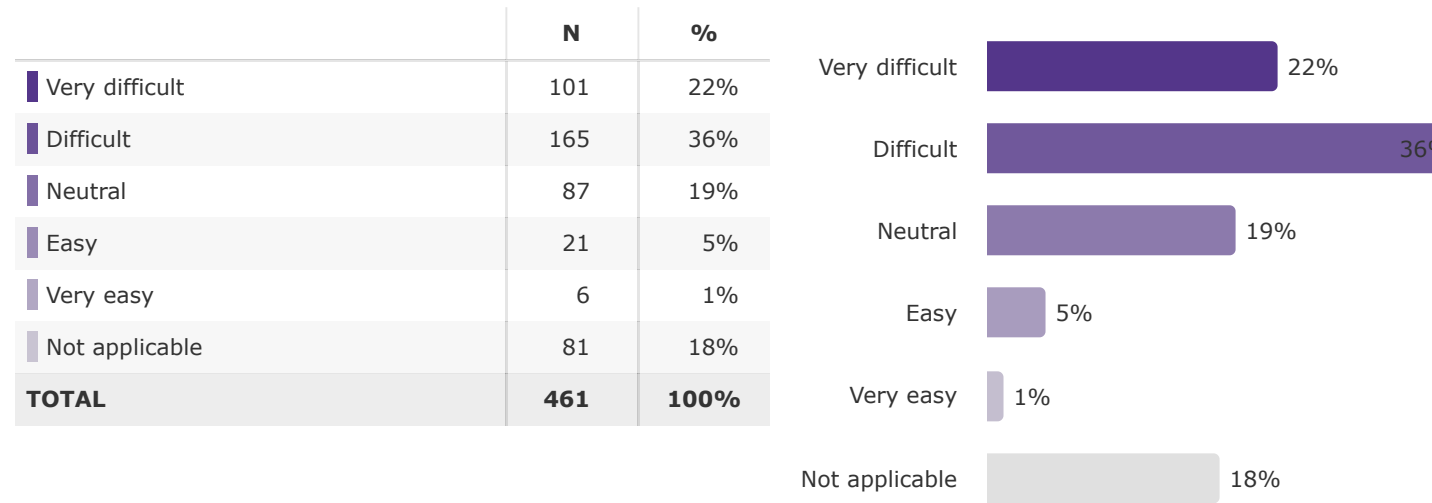 N %
Very difficult 101 22%
Difficult 165 36%
Neutral 87 19%
Easy 21 5%
Very easy 6 1%
Not applicable 81 18%
TOTAL 461 100%
Very difficult 22%
Difficult 36
Neutral 19%
Easy 5%
Very easy 1%
Not applicable 18%